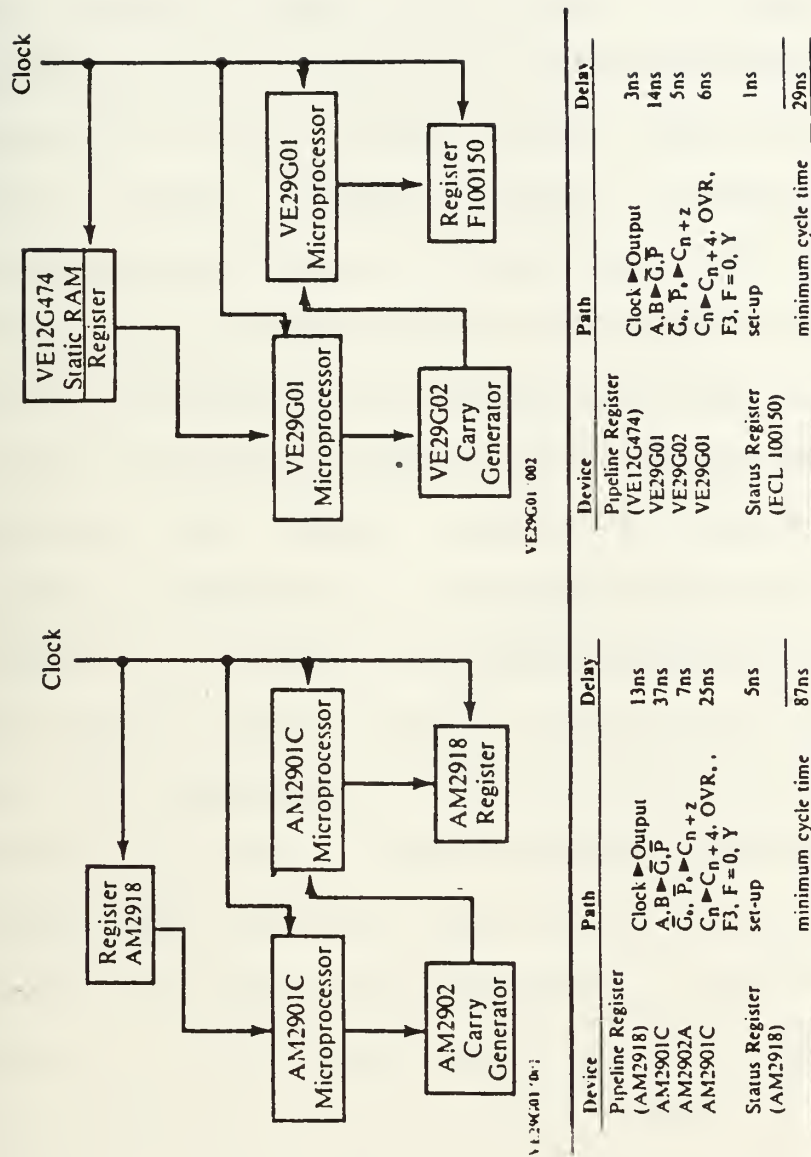 Clock
Register
AM2918
AM2901C
Microprocessor
AM2901C
Microprocessor
AM2902
Carry
Generator
AM2918
Register
Device Path Delay
Pipeline Register
(AM2918) Clock►Output 13ns
AM2901C A,B►G̅,P̅ 37ns
AM2902A G̅₀, P̅₀►Cn+z 7ns
AM2901C Cn►Cn+4, OVR, ,
F3, F=0, Y 25ns
Status Register set-up 5ns
(AM2918)
minimum cycle time 87ns
Clock
VE12G474
Static RAM
Register
VE29G01
Microprocessor
VE29G01
Microprocessor
VE29G02
Carry
Generator
Register
F100150
VE29G01 002
Device Path Delay
Pipeline Register
(VE12G474) Clock►Output 3ns
VE29G01 A,B►G̅,P̅ 14ns
VE29G02 G̅₀, P̅₀►Cn+z 5ns
VE29G01 Cn►Cn+4, OVR,
F3, F=0, Y 6ns
Status Register set-up 1ns
(ECL 100150)
minimum cycle time 29ns